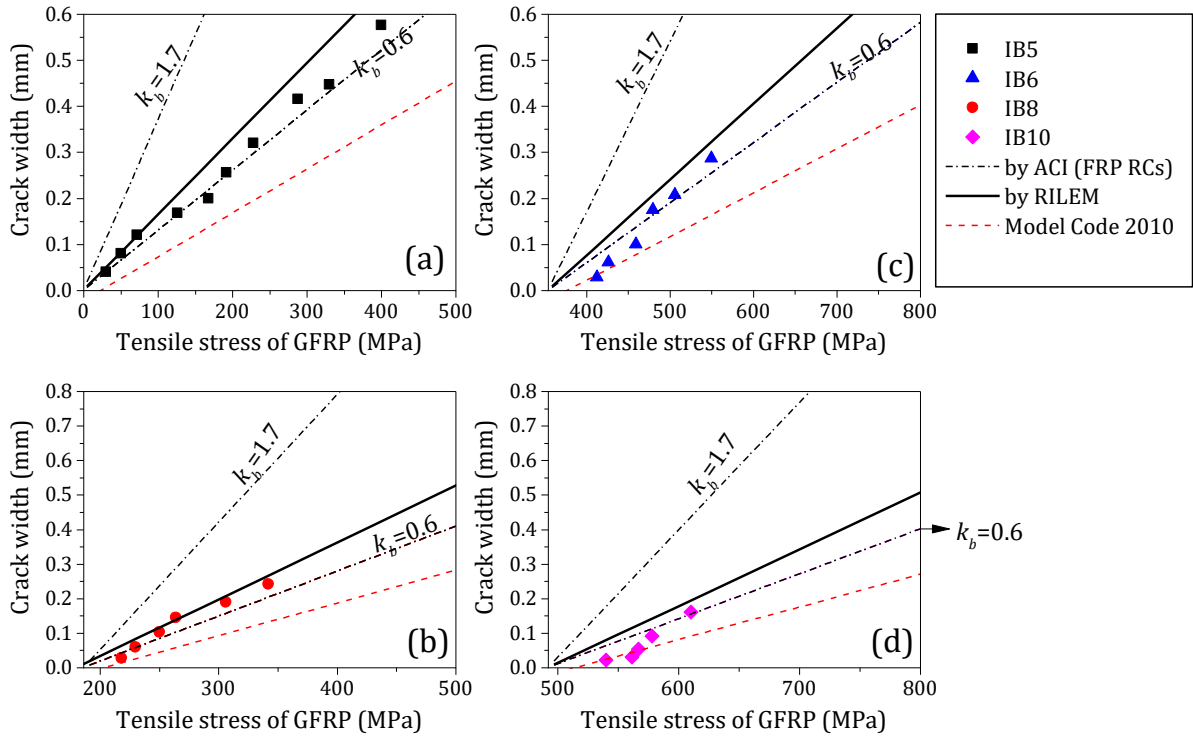 0.6
0.5
0.4
0.3
0.2
0.1
0.0
Crack width (mm)
k_b=1.7
k_b=0.6
(a)
0 100 200 300 400 500
Tensile stress of GFRP (MPa)
0.6
0.5
0.4
0.3
0.2
0.1
0.0
Crack width (mm)
k_b=1.7
k_b=0.6
(c)
400 500 600 700 800
Tensile stress of GFRP (MPa)
IB5
IB6
IB8
IB10
by ACI (FRP RCs)
by RILEM
Model Code 2010
0.8
0.7
0.6
0.5
0.4
0.3
0.2
0.1
0.0
Crack width (mm)
k_b=1.7
k_b=0.6
(b)
200 300 400 500
Tensile stress of GFRP (MPa)
0.8
0.7
0.6
0.5
0.4
0.3
0.2
0.1
0.0
Crack width (mm)
k_b=1.7
k_b=0.6
(d)
500 600 700 800
Tensile stress of GFRP (MPa)